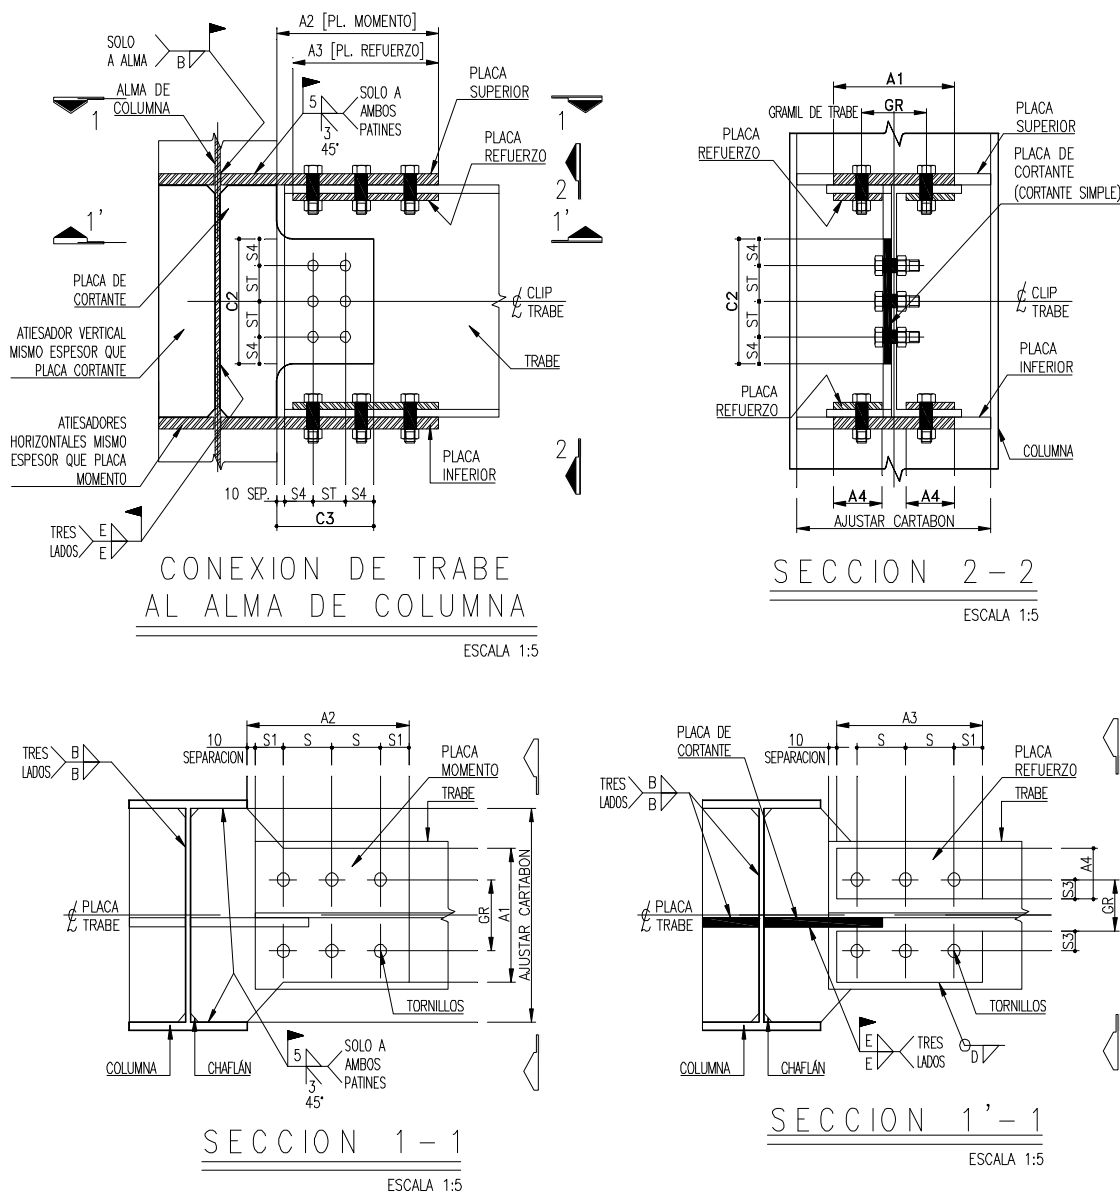 A2 [PL. MOMENTO]
A3 [PL. REFUERZO]
SOLO
A ALMA
B
ALMA DE
COLUMNA
1
5
3
45°
SOLO A
AMBOS
PATINES
PLACA
SUPERIOR
PLACA
REFUERZO
1
2
1'
1'
PLACA DE
CORTANTE
S4
ST
ST
S4
C2
℄ CLIP
TRABE
ATIESADOR VERTICAL
MISMO ESPESOR QUE
PLACA CORTANTE
TRABE
ATIESADORES
HORIZONTALES MISMO
ESPESOR QUE PLACA
MOMENTO
PLACA
INFERIOR
2
10 SEP.
S4
ST
S4
C3
TRES
LADOS
E
E
CONEXION DE TRABE
AL ALMA DE COLUMNA
ESCALA 1:5
A1
GRAMIL DE TRABE
GR
PLACA
REFUERZO
PLACA
SUPERIOR
PLACA DE
CORTANTE
(CORTANTE SIMPLE)
S4
ST
ST
S4
C2
℄ CLIP
TRABE
PLACA
INFERIOR
PLACA
REFUERZO
COLUMNA
A4
A4
AJUSTAR CARTABON
SECCION 2-2
ESCALA 1:5
A2
10
SEPARACION
S1
S
S
S1
TRES
LADOS
B
B
PLACA
MOMENTO
TRABE
℄ PLACA
TRABE
GR
A1
AJUSTAR CARTABON
TORNILLOS
COLUMNA
CHAFLÁN
5
3
45°
SOLO A
AMBOS
PATINES
SECCION 1-1
ESCALA 1:5
A3
10
SEPARACION
S
S
S1
PLACA DE
CORTANTE
PLACA
REFUERZO
TRABE
TRES
LADOS
B
B
A4
S3
GR
S3
℄ PLACA
TRABE
TORNILLOS
COLUMNA
CHAFLÁN
E
E
TRES
LADOS
D
SECCION 1'-1
ESCALA 1:5